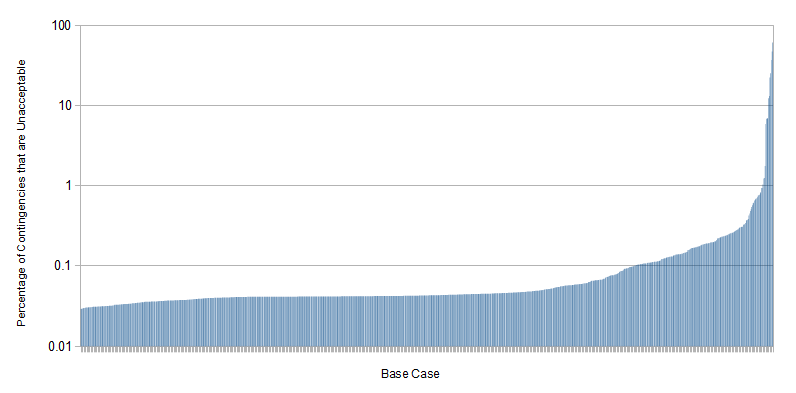 100
10
1
0.1
0.01
Percentage of Contingencies that are Unacceptable
Base Case